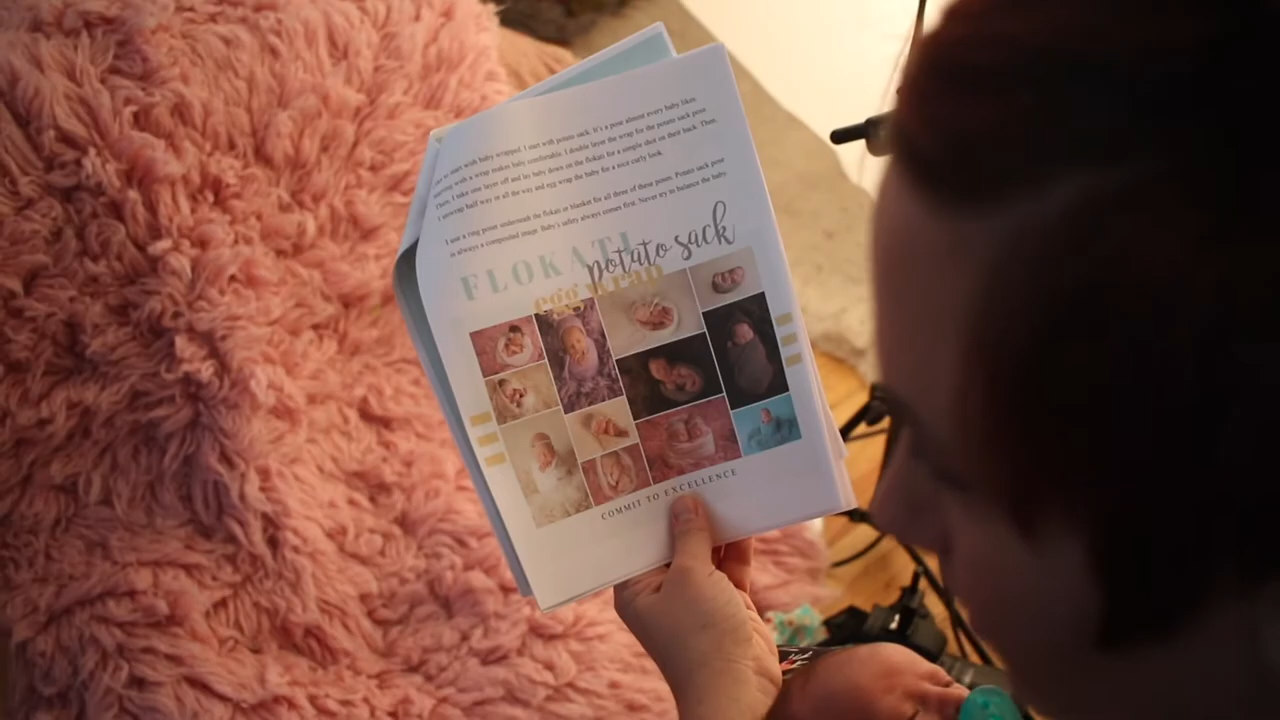 to start with baby wrapped. I start with potato sack. It's a pose almost every baby likes.
starting with a wrap makes baby comfortable. I double layer the wrap for the potato sack pose
Then, I take one layer off and lay baby down on the flokati for a simple shot on their back. Then,
I unwrap half way or all the way and egg wrap the baby for a nice curly look.
I use a ring poser underneath the flokati or blanket for all three of these poses. Potato sack pose
is always a composited image. Baby's safety always comes first. Never try to balance the baby
FLOKATI
potato sack
egg wrap
COMMIT TO EXCELLENCE